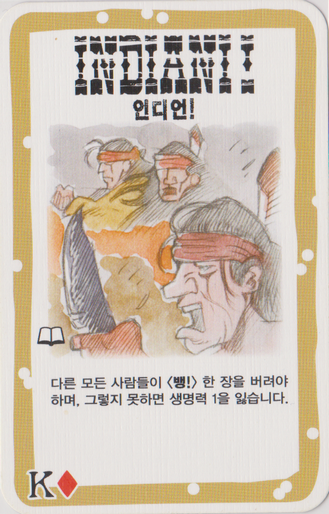 INDIANI!
인디언!
다른 모든 사람들이 〈뱅!〉 한 장을 버려야
하며, 그렇지 못하면 생명력 1을 잃습니다.
K♦